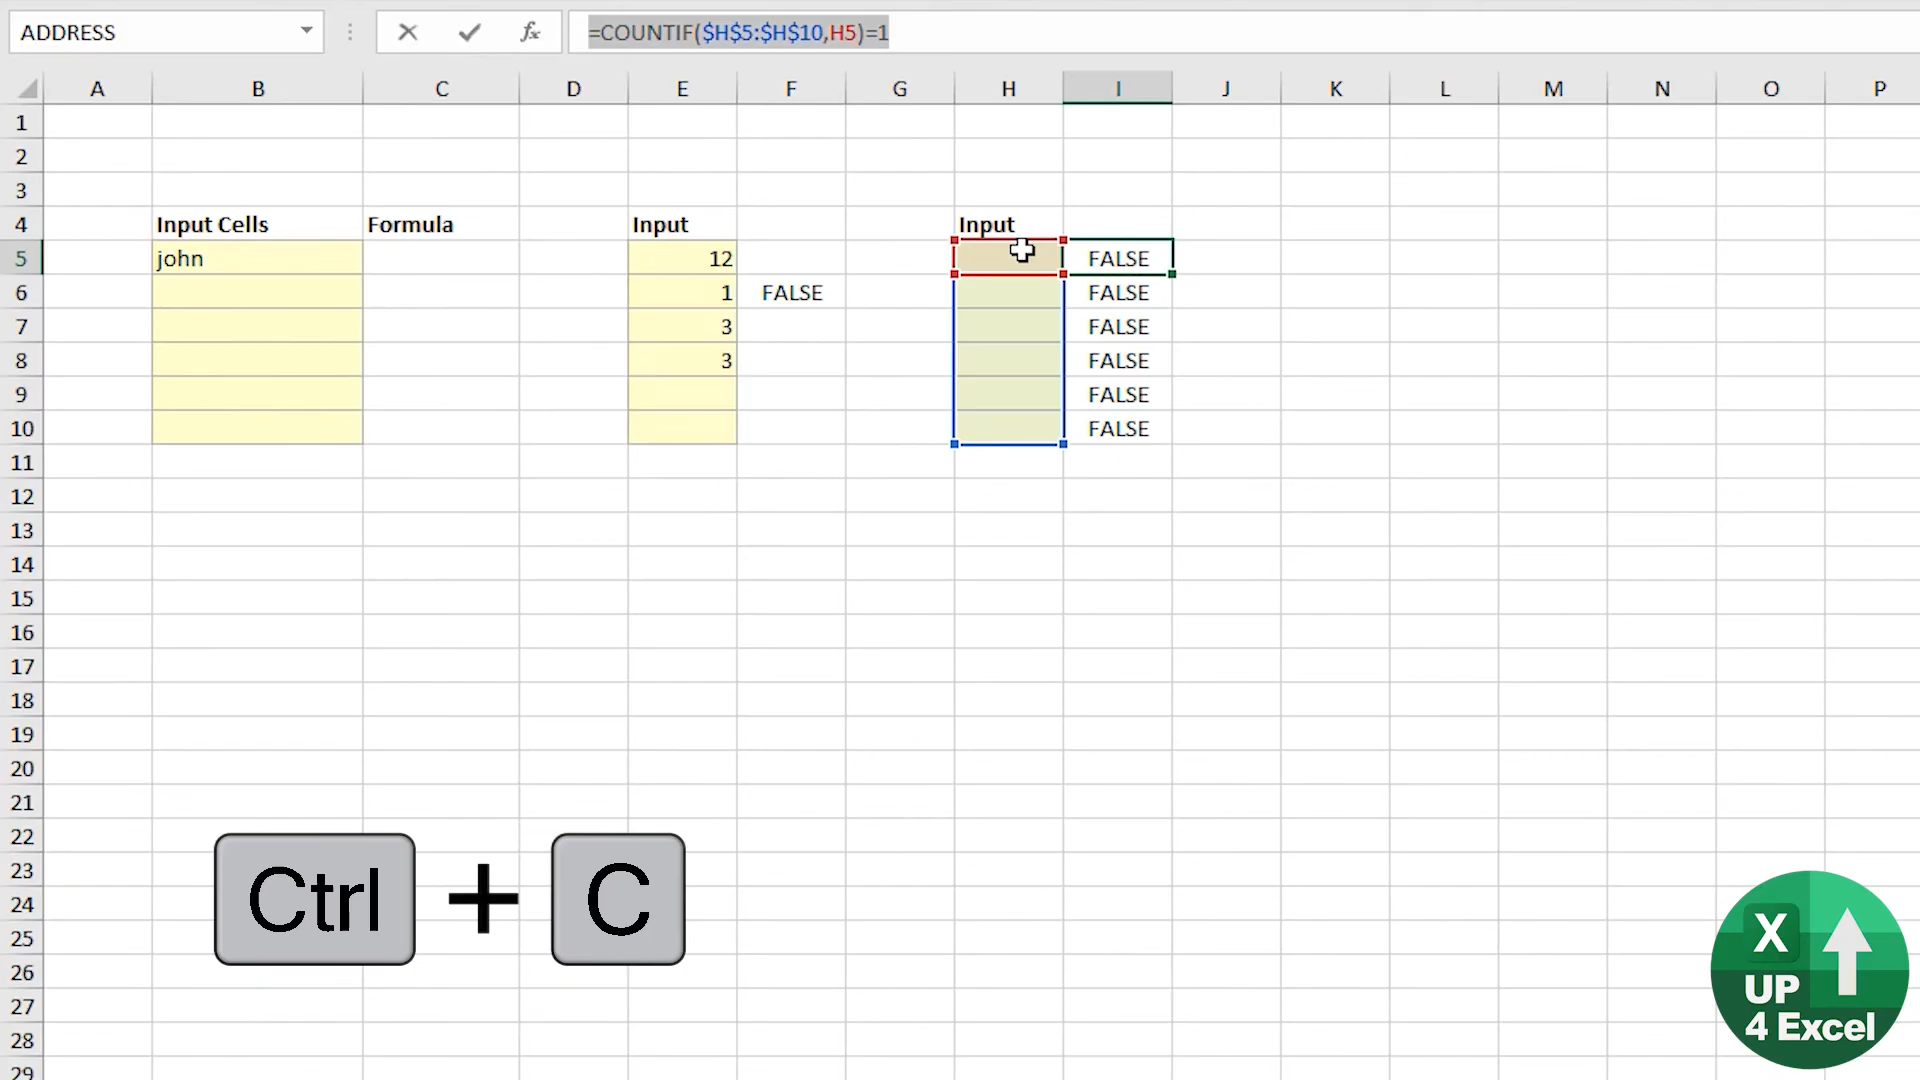 ADDRESS fx =COUNTIF($H$5:$H$10,H5)=1
A B C D E F G H I J K L M N O P
1
2
3
4 Input Cells Formula Input Input
5 john 12 FALSE
6 1 FALSE FALSE
7 3 FALSE
8 3 FALSE
9 FALSE
10 FALSE
11
12
13
14
15
16
17
18
19
20
21
22
23
24
25
26
27
28
29
Ctrl + C
X
UP
4 Excel